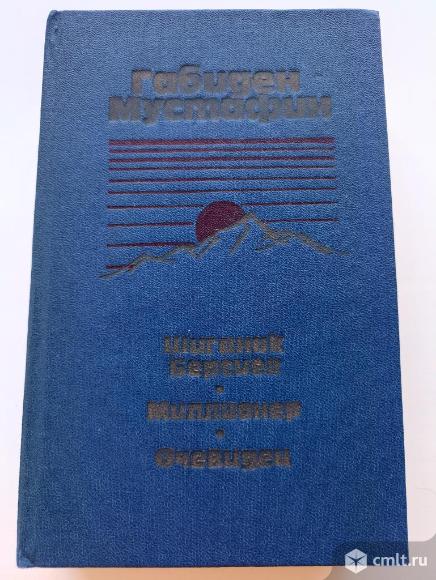 Габиден
Мустафин
Шиганак
Берсиев
•
Миллионер
•
Очевидец
cmlt.ru